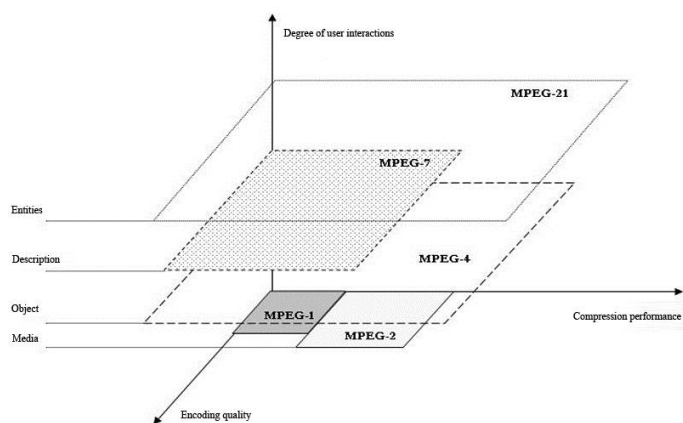 Degree of user interactions
MPEG-21
MPEG-7
Entities
Description
MPEG-4
Object
MPEG-1
Compression performance
Media
MPEG-2
Encoding quality